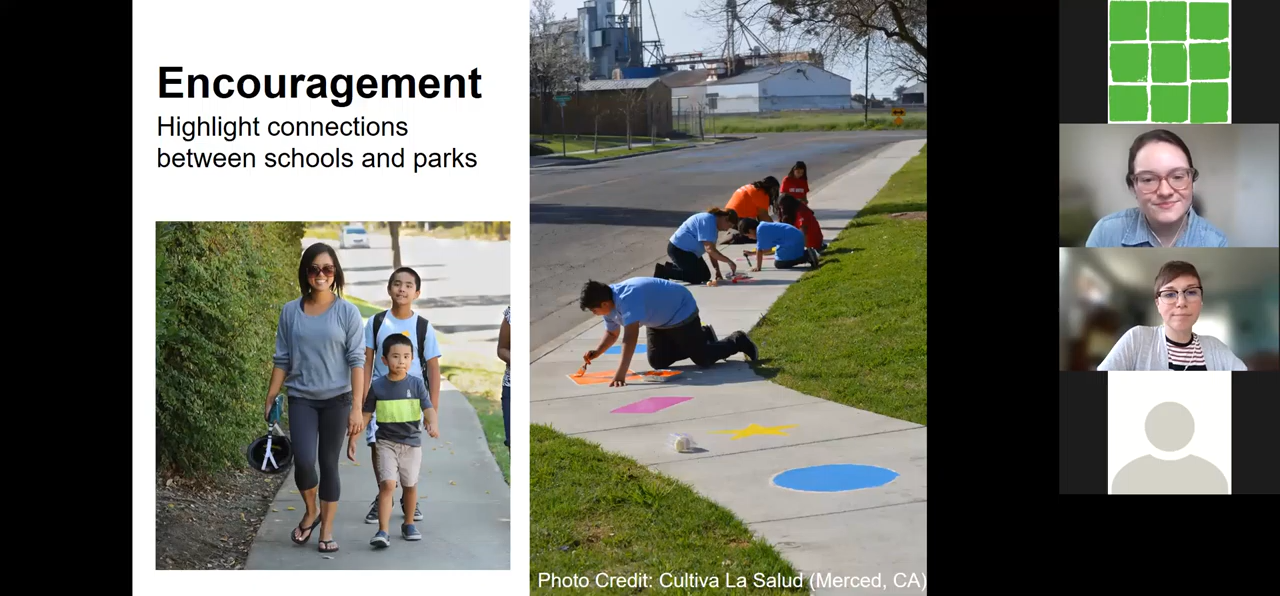 Encouragement
Highlight connections
between schools and parks
Photo Credit: Cultiva La Salud (Merced, CA)